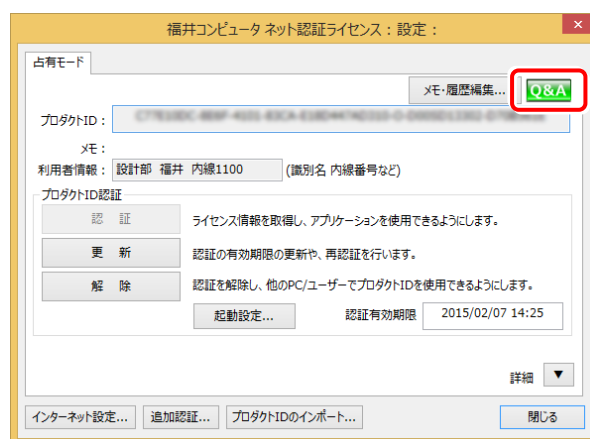 福井コンピュータ ネット認証ライセンス：設定：
占有モード
メモ・履歴編集... Q&A
プロダクトID：
メモ：
利用者情報： 設計部 福井 内線1100 (識別名 内線番号など)
プロダクトID認証
認 証 ライセンス情報を取得し、アプリケーションを使用できるようにします。
更 新 認証の有効期限の更新や、再認証を行います。
解 除 認証を解除し、他のPC/ユーザーでプロダクトIDを使用できるようにします。
起動設定... 認証有効期限 2015/02/07 14:25
詳細 ▼
インターネット設定... 追加認証... プロダクトIDのインポート... 閉じる